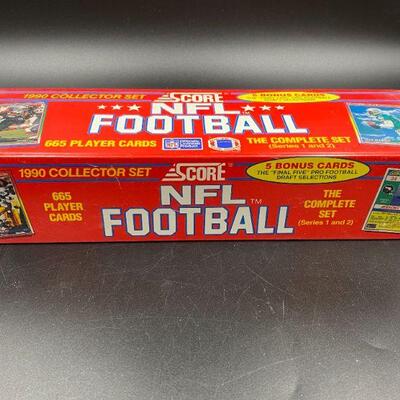 1990 COLLECTOR SET
SCORE
5 BONUS CARDS
NFL™
FOOTBALL
665 PLAYER CARDS
THE COMPLETE SET
(Series 1 and 2)
1990 COLLECTOR SET
SCORE
5 BONUS CARDS
THE "FINAL FIVE" PRO FOOTBALL
DRAFT SELECTIONS
665
PLAYER
CARDS
NFL™
FOOTBALL
THE
COMPLETE
SET
(Series 1 and 2)